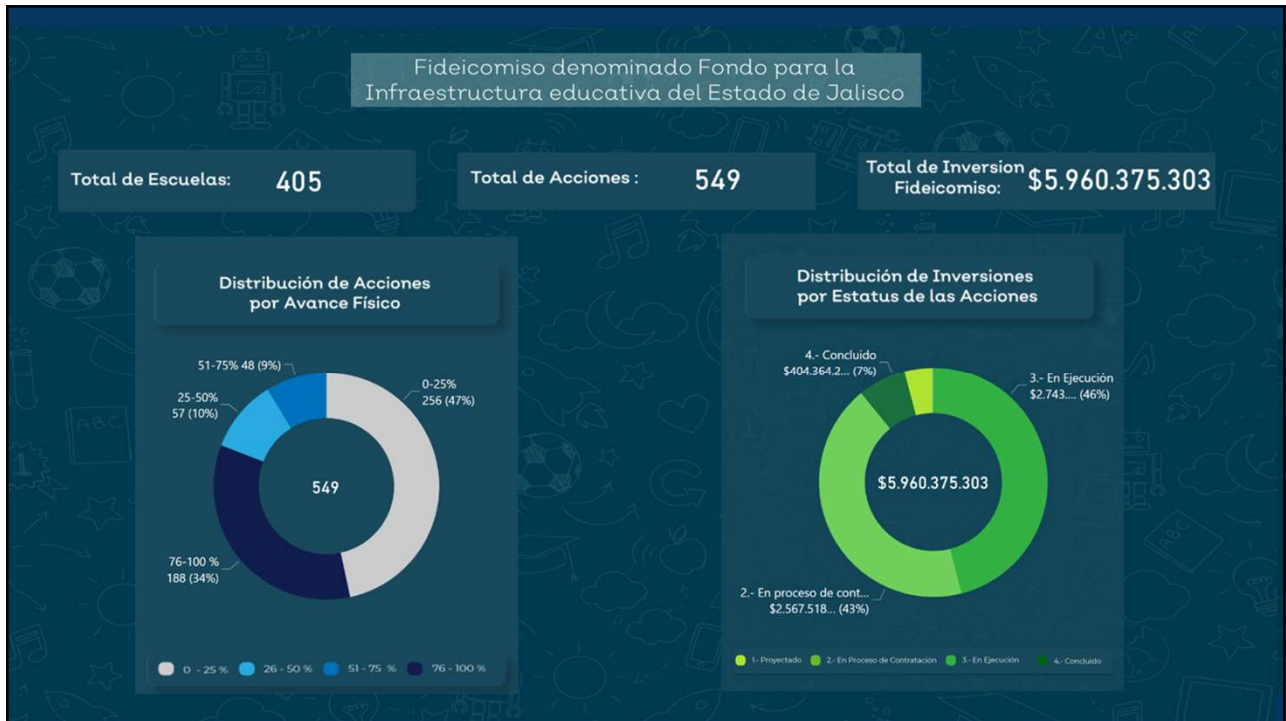 Fideicomiso denominado Fondo para la
Infraestructura educativa del Estado de Jalisco
Total de Escuelas:
405
Total de Acciones :
549
Total de Inversion
Fideicomiso:
$5.960.375.303
Distribución de Acciones
por Avance Físico
51-75% 48 (9%)
0-25%
256 (47%)
25-50%
57 (10%)
549
76-100 %
188 (34%)
0 - 25 %
26 - 50 %
51 - 75 %
76 - 100 %
Distribución de Inversiones
por Estatus de las Acciones
4.- Concluido
$404.364.2... (7%)
3.- En Ejecución
$2.743.... (46%)
$5.960.375.303
2.- En proceso de cont...
$2.567.518... (43%)
1.- Proyectado
2.- En Proceso de Contratación
3.- En Ejecución
4.- Concluido
ABC
A+
ABC